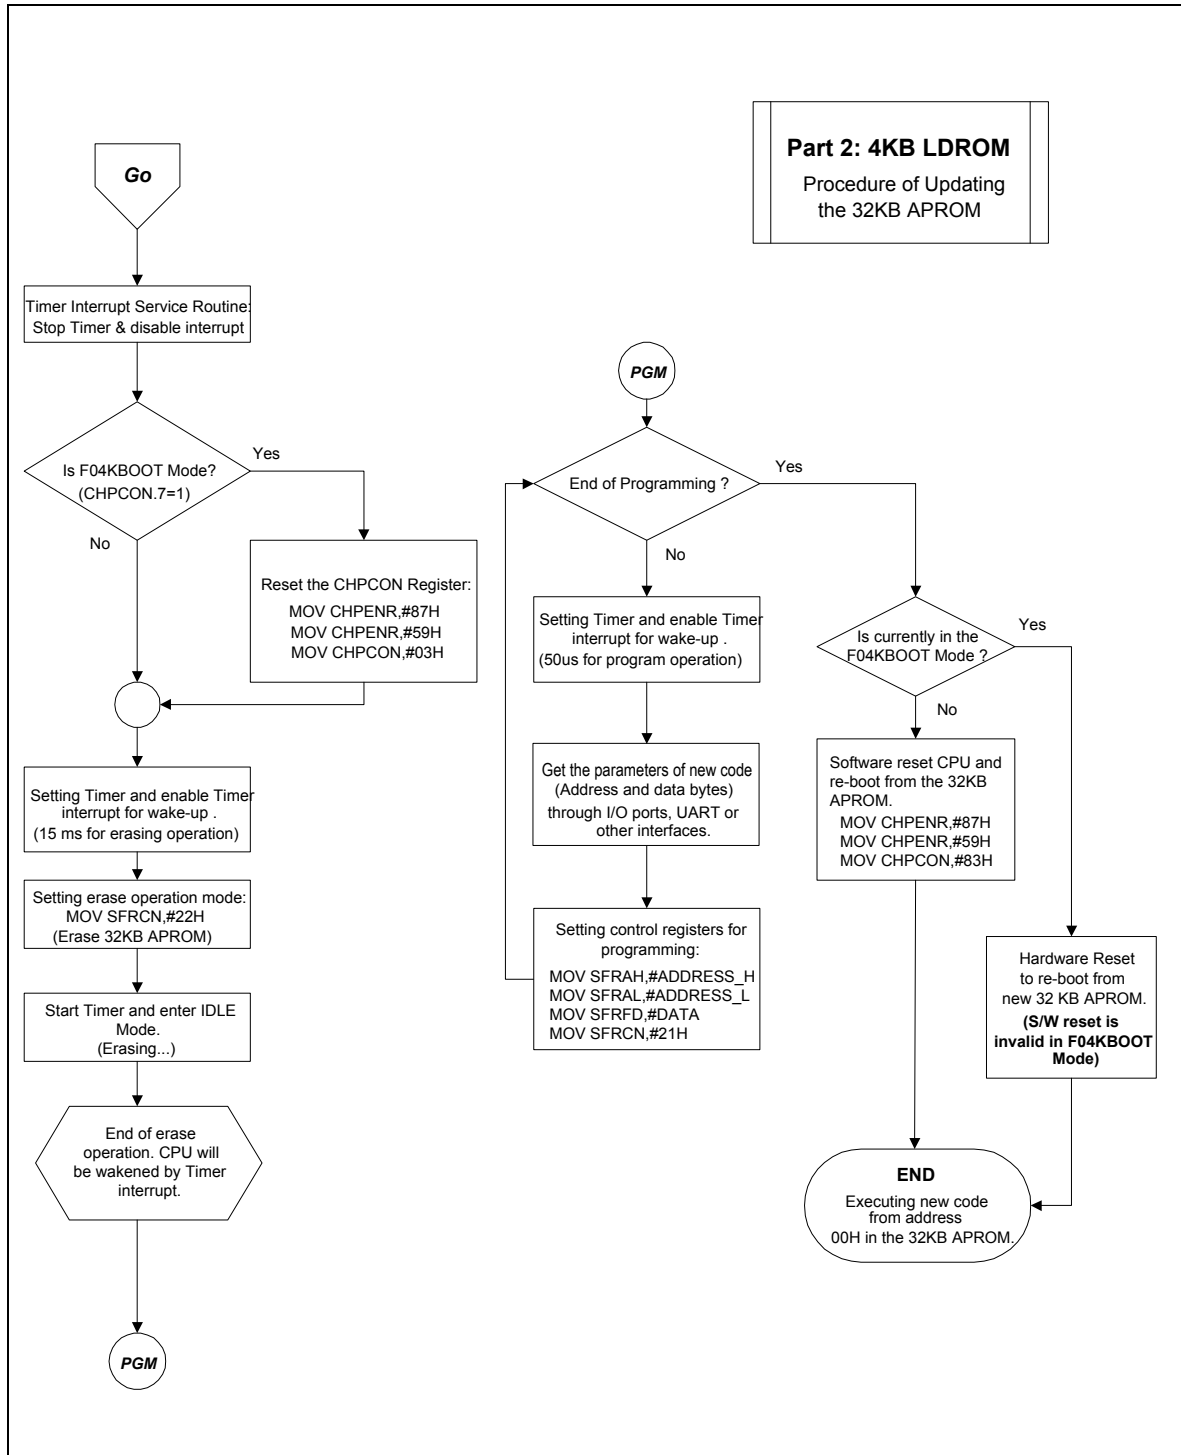 Part 2: 4KB LDROM
Procedure of Updating
the 32KB APROM
Go
Timer Interrupt Service Routine:
Stop Timer & disable interrupt
Is F04KBOOT Mode?
(CHPCON.7=1)
Yes
No
Reset the CHPCON Register:
MOV CHPENR,#87H
MOV CHPENR,#59H
MOV CHPCON,#03H
Setting Timer and enable Timer
interrupt for wake-up .
(15 ms for erasing operation)
Setting erase operation mode:
MOV SFRCN,#22H
(Erase 32KB APROM)
Start Timer and enter IDLE
Mode.
(Erasing...)
End of erase
operation. CPU will
be wakened by Timer
interrupt.
PGM
PGM
End of Programming ?
Yes
No
Setting Timer and enable Timer
interrupt for wake-up .
(50us for program operation)
Get the parameters of new code
(Address and data bytes)
through I/O ports, UART or
other interfaces.
Setting control registers for
programming:
MOV SFRAH,#ADDRESS_H
MOV SFRAL,#ADDRESS_L
MOV SFRFD,#DATA
MOV SFRCN,#21H
Is currently in the
F04KBOOT Mode ?
Yes
No
Software reset CPU and
re-boot from the 32KB
APROM.
MOV CHPENR,#87H
MOV CHPENR,#59H
MOV CHPCON,#83H
Hardware Reset
to re-boot from
new 32 KB APROM.
(S/W reset is
invalid in F04KBOOT
Mode)
END
Executing new code
from address
00H in the 32KB APROM.